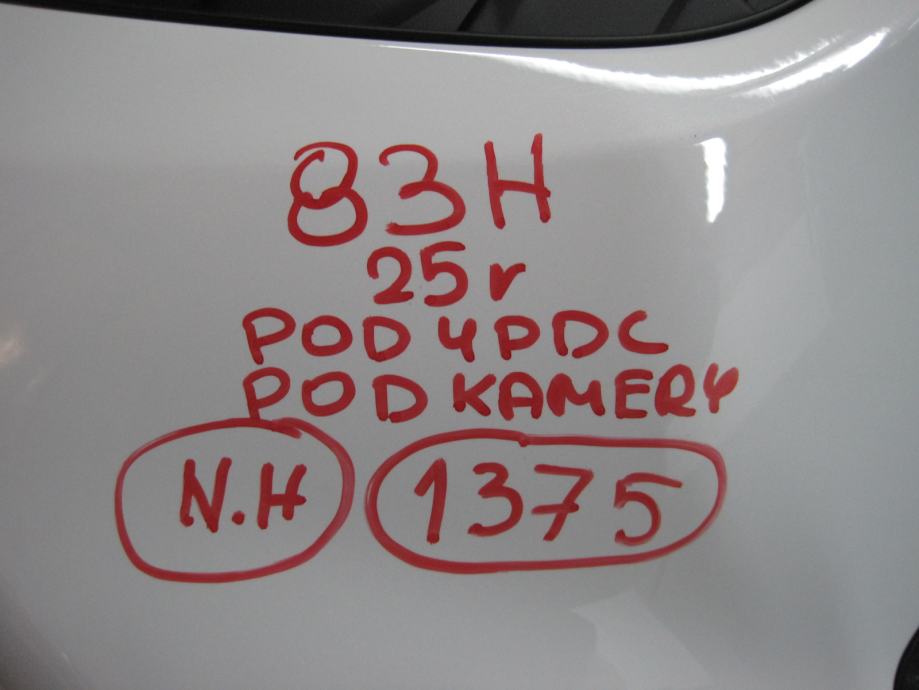 83H
25r
POD 4PDC
POD KAMERY
N.H 1375